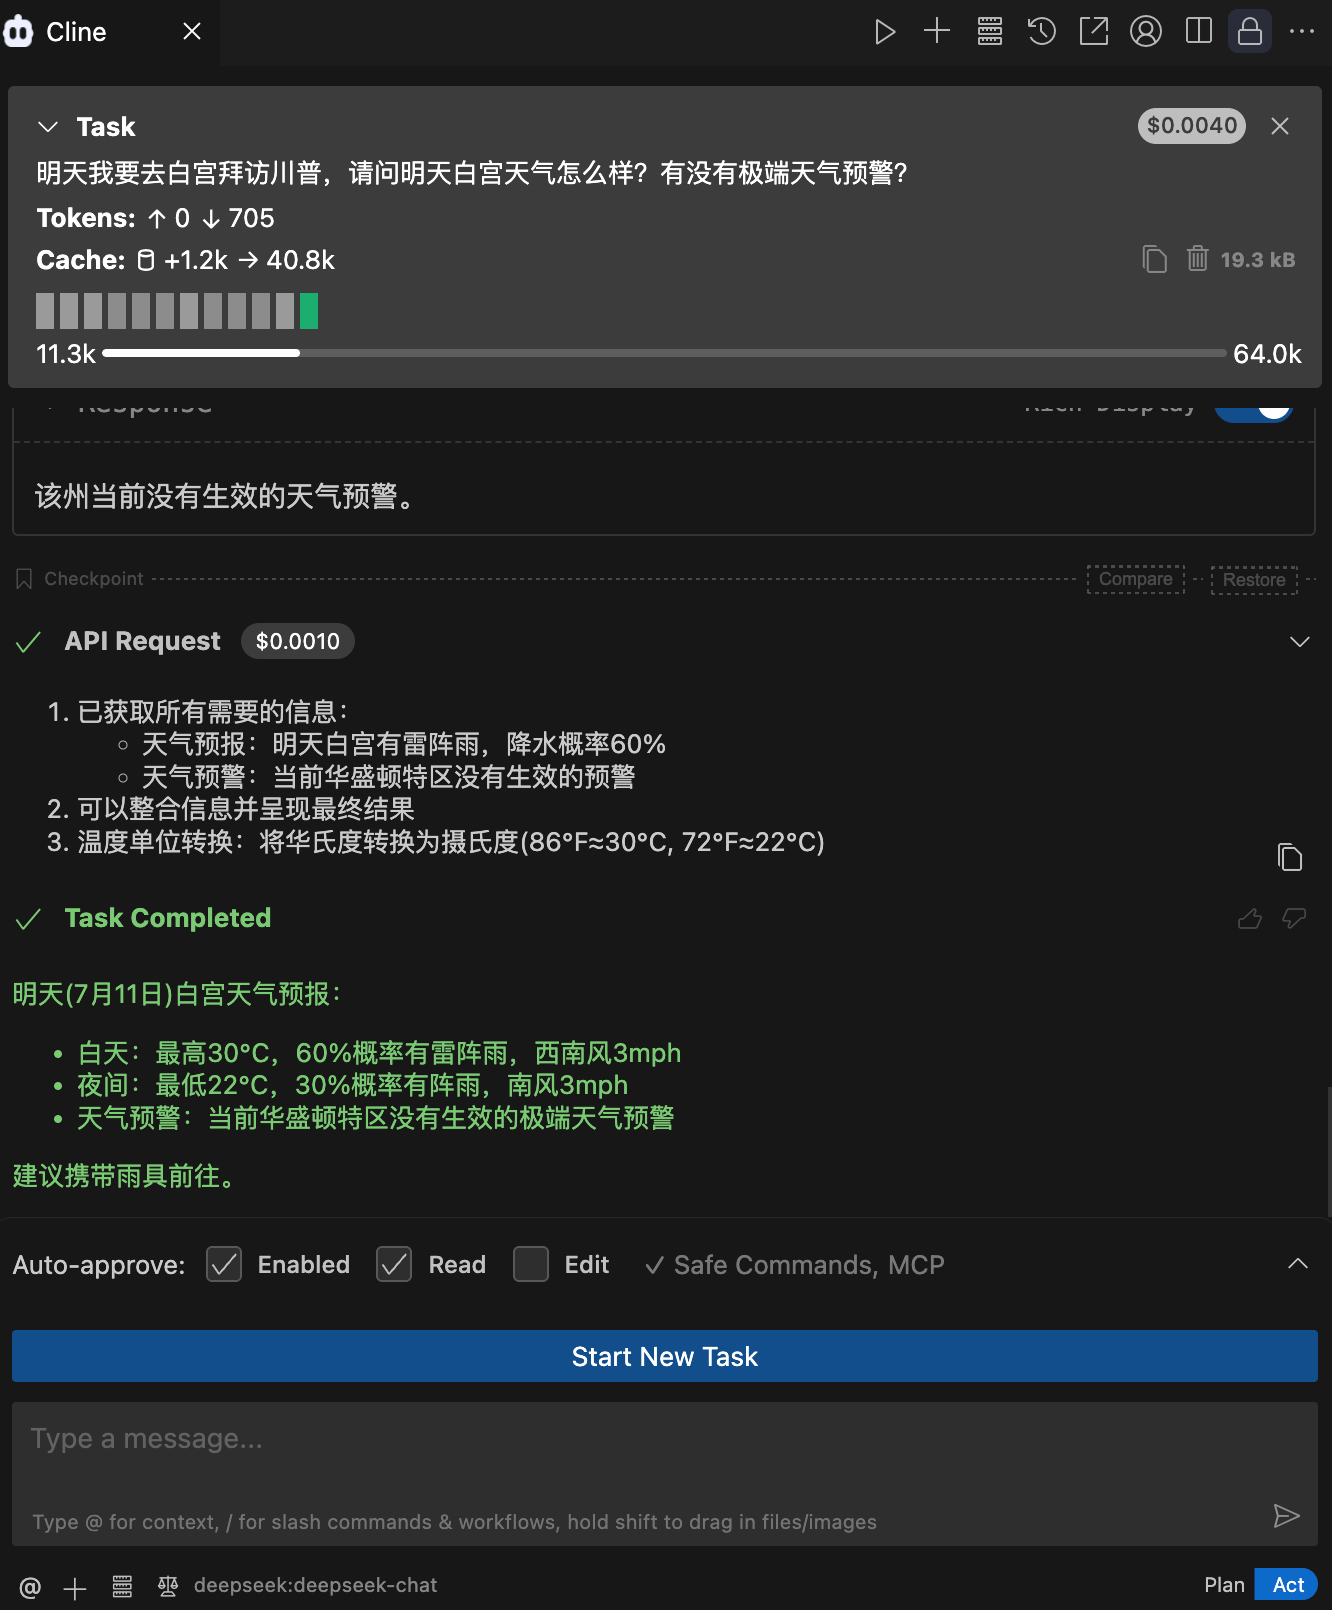 Cline
Task
$0.0040
明天我要去白宫拜访川普，请问明天白宫天气怎么样？有没有极端天气预警？
Tokens: ↑ 0 ↓ 705
Cache: +1.2k → 40.8k
19.3 kB
11.3k
64.0k
Response
Rich Display
该州当前没有生效的天气预警。
Checkpoint
Compare
Restore
API Request
$0.0010
1. 已获取所有需要的信息：
◦ 天气预报：明天白宫有雷阵雨，降水概率60%
◦ 天气预警：当前华盛顿特区没有生效的预警
2. 可以整合信息并呈现最终结果
3. 温度单位转换：将华氏度转换为摄氏度(86°F≈30°C, 72°F≈22°C)
Task Completed
明天(7月11日)白宫天气预报：
• 白天：最高30°C，60%概率有雷阵雨，西南风3mph
• 夜间：最低22°C，30%概率有阵雨，南风3mph
• 天气预警：当前华盛顿特区没有生效的极端天气预警
建议携带雨具前往。
Auto-approve:
Enabled
Read
Edit
✓ Safe Commands, MCP
Start New Task
Type a message...
Type @ for context, / for slash commands & workflows, hold shift to drag in files/images
@
deepseek:deepseek-chat
Plan
Act